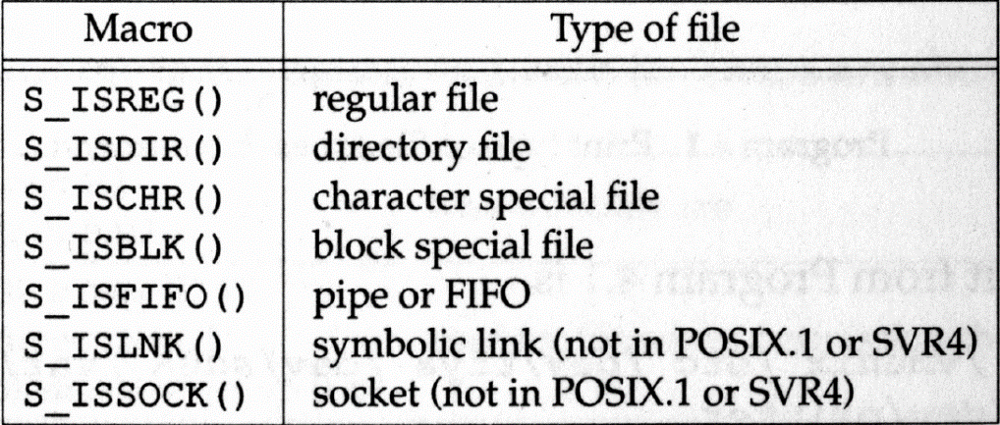 Macro Type of file
S_ISREG() regular file
S_ISDIR() directory file
S_ISCHR() character special file
S_ISBLK() block special file
S_ISFIFO() pipe or FIFO
S_ISLNK() symbolic link (not in POSIX.1 or SVR4)
S_ISSOCK() socket (not in POSIX.1 or SVR4)